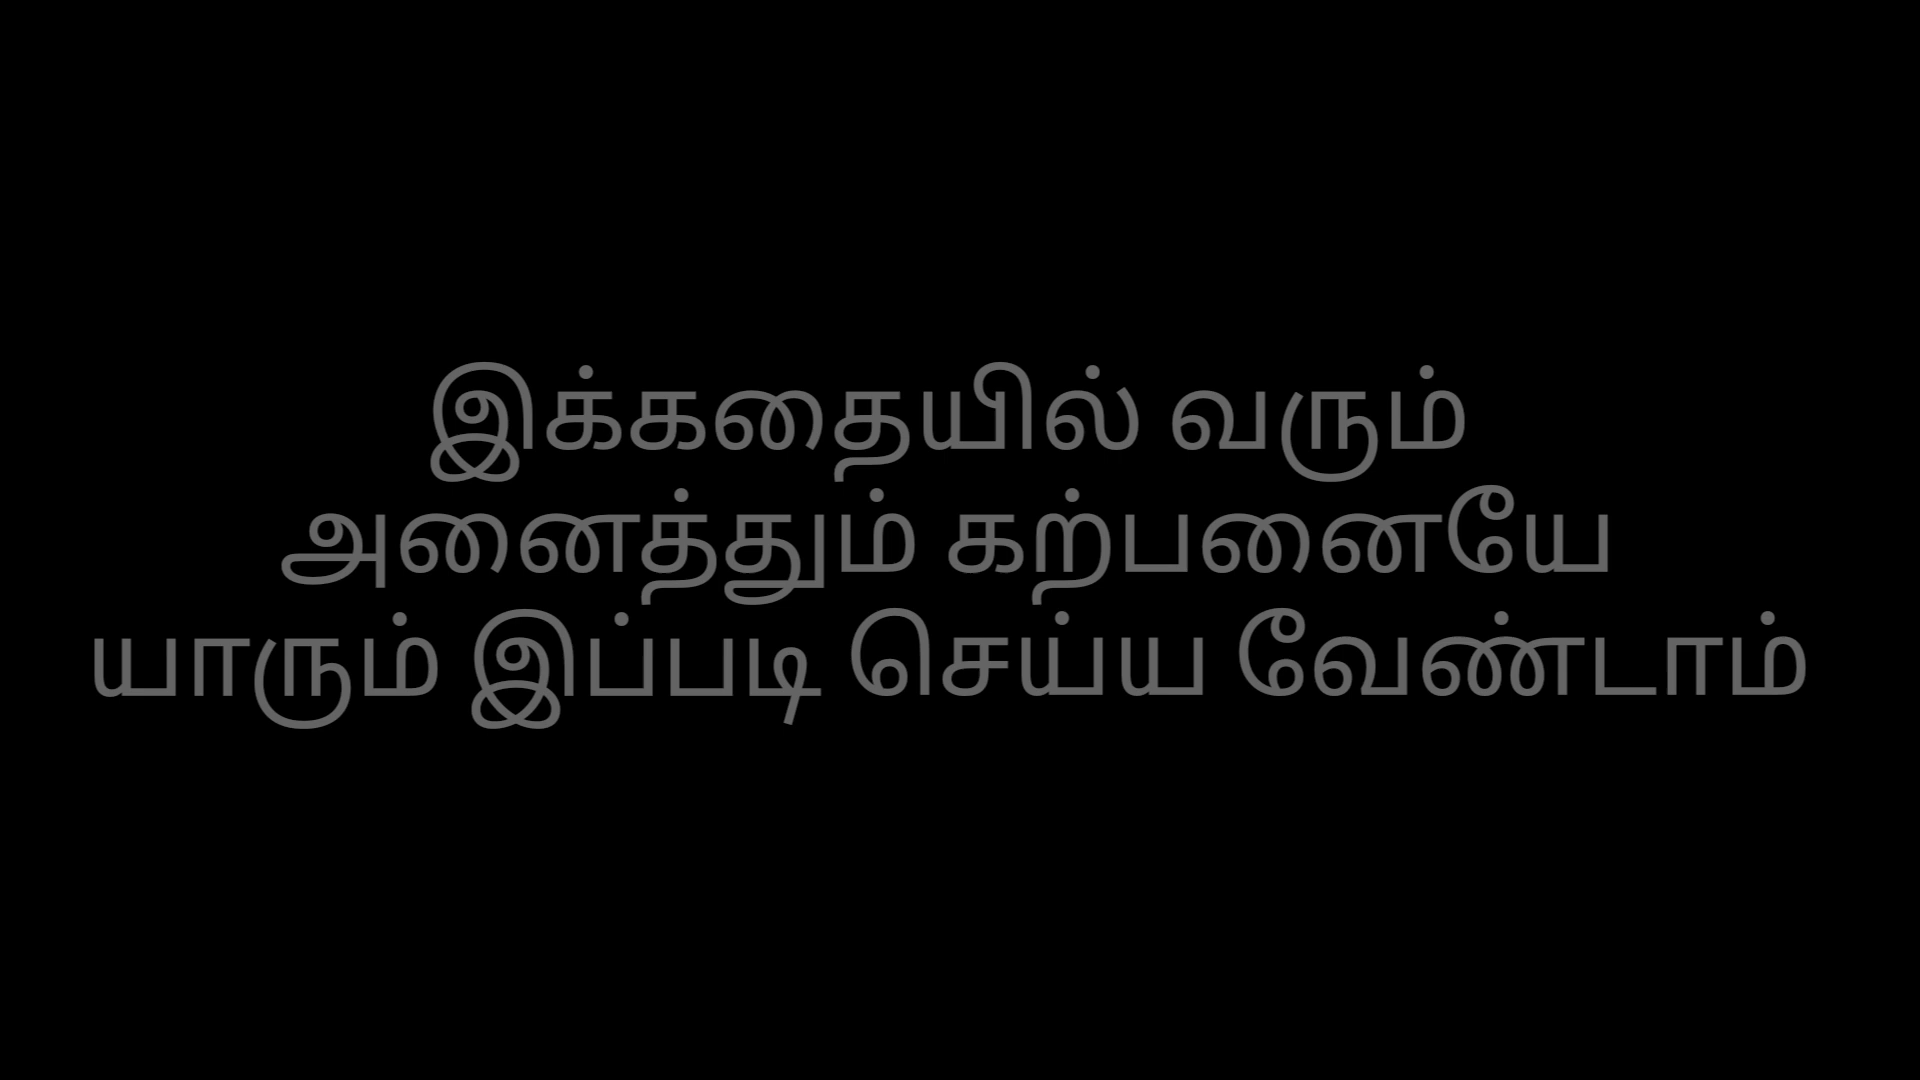 இக்கதையில் வரும்
அனைத்தும் கற்பனையே
யாரும் இப்படி செய்ய வேண்டாம்